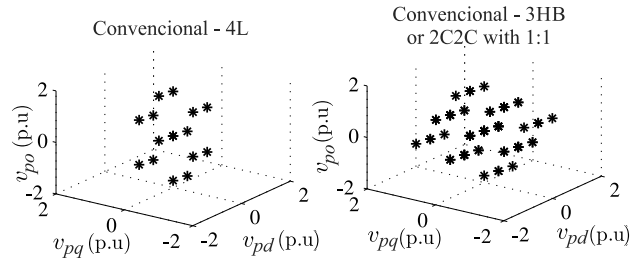 Convencional - 4L
2
0
-2
v_po (p.u)
2
0
-2
v_pq (p.u)
-2
0
2
v_pd (p.u)
Convencional - 3HB
or 2C2C with 1:1
2
0
-2
v_po (p.u)
2
0
-2
v_pq(p.u)
-2
0
2
v_pd(p.u)